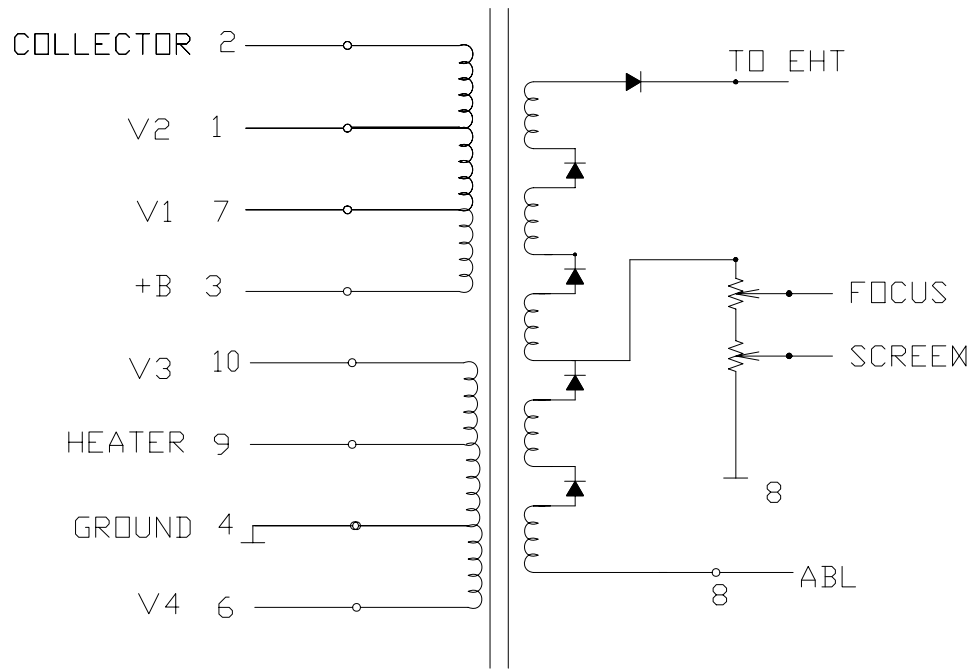 COLLECTOR 2
TO EHT
V2 1
V1 7
+B 3
FOCUS
V3 10
SCREEM
HEATER 9
8
GROUND 4
ABL
V4 6
8